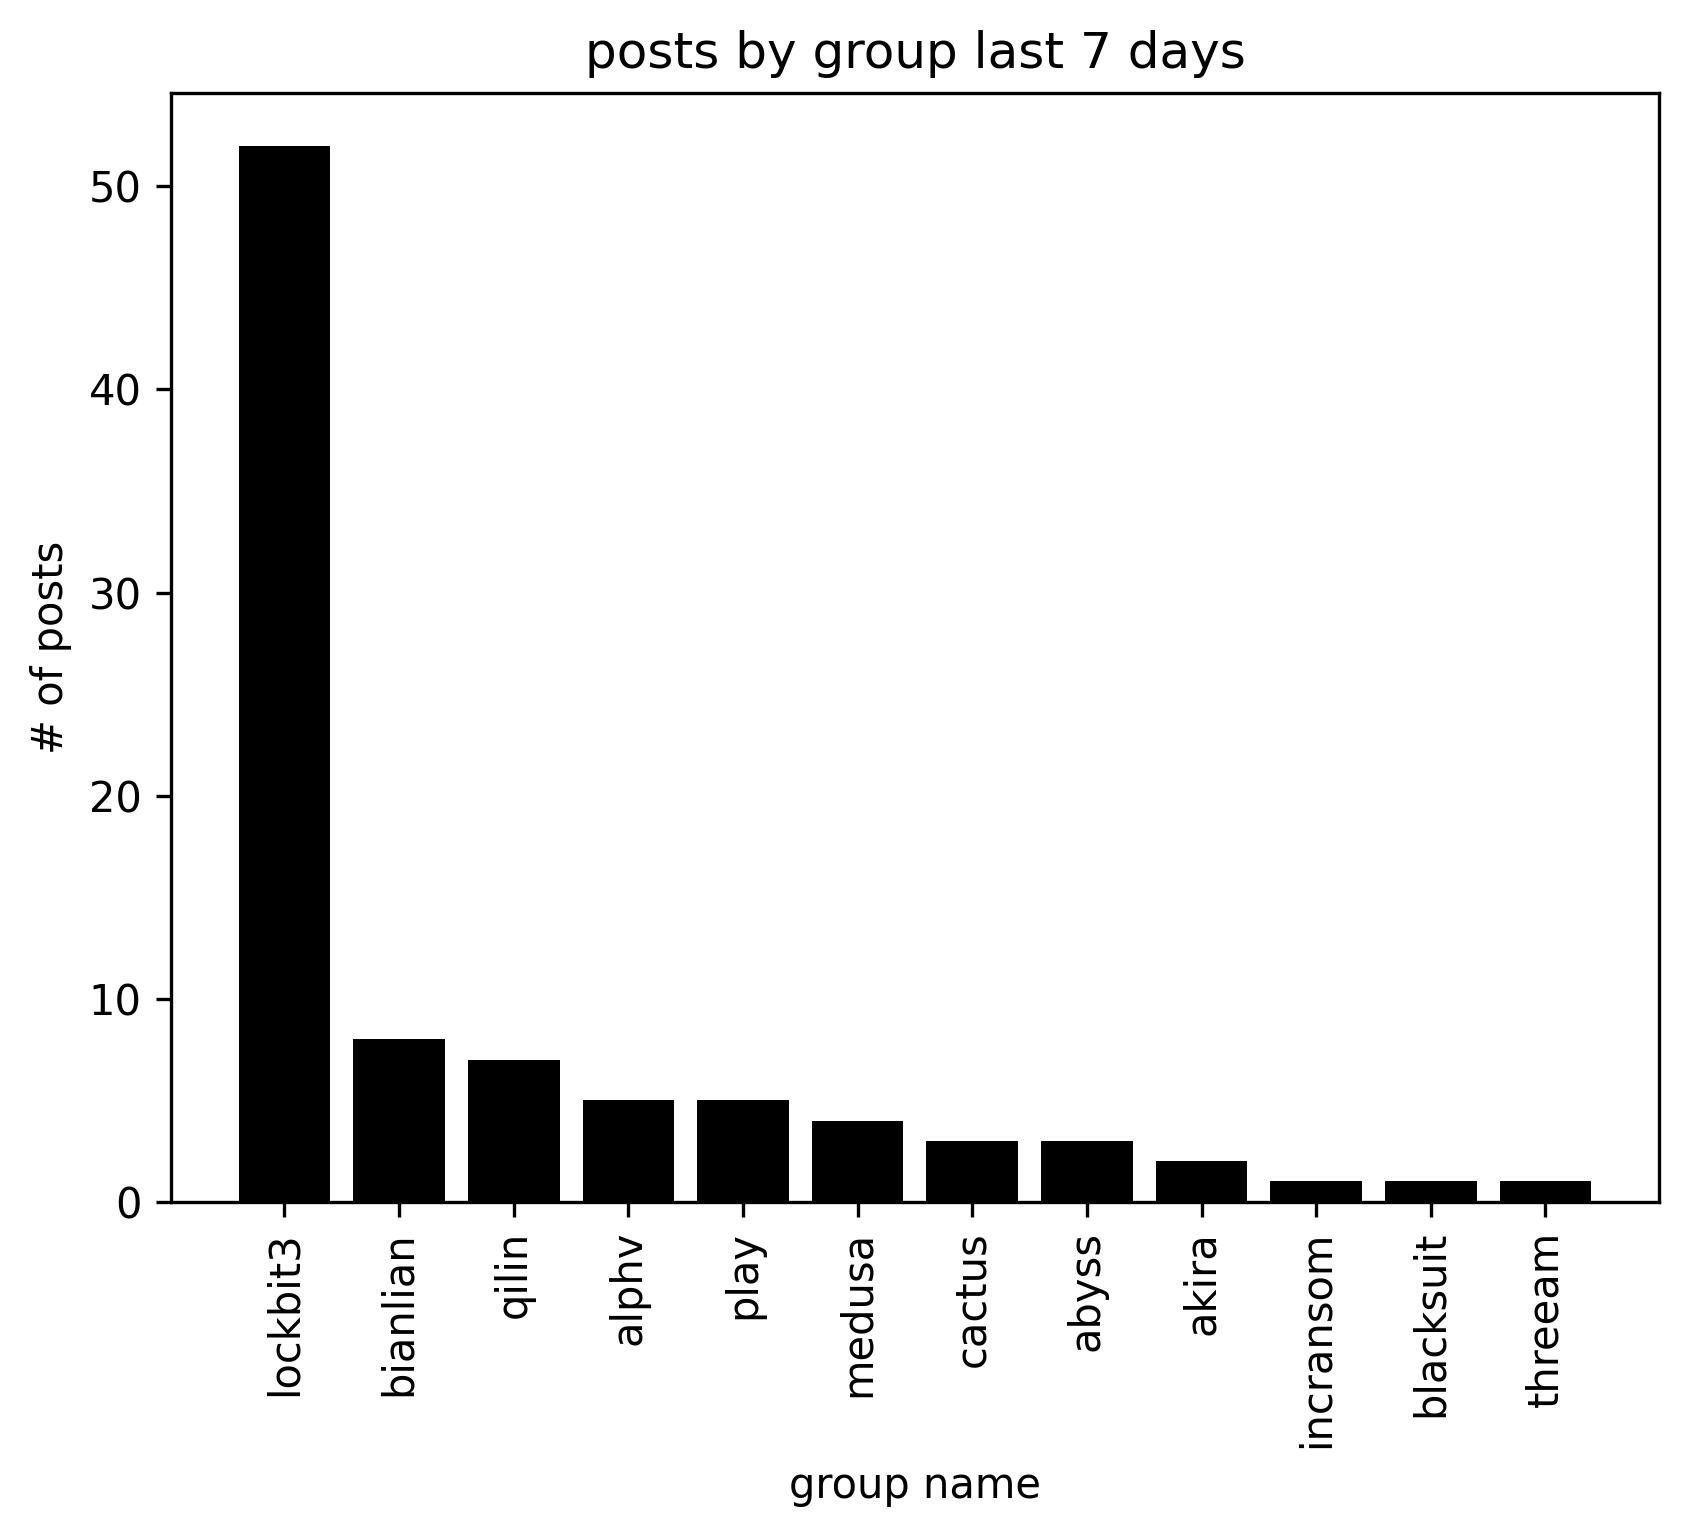 posts by group last 7 days
# of posts
50
40
30
20
10
0
lockbit3
bianlian
qilin
alphv
play
medusa
cactus
abyss
akira
incransom
blacksuit
threeam
group name